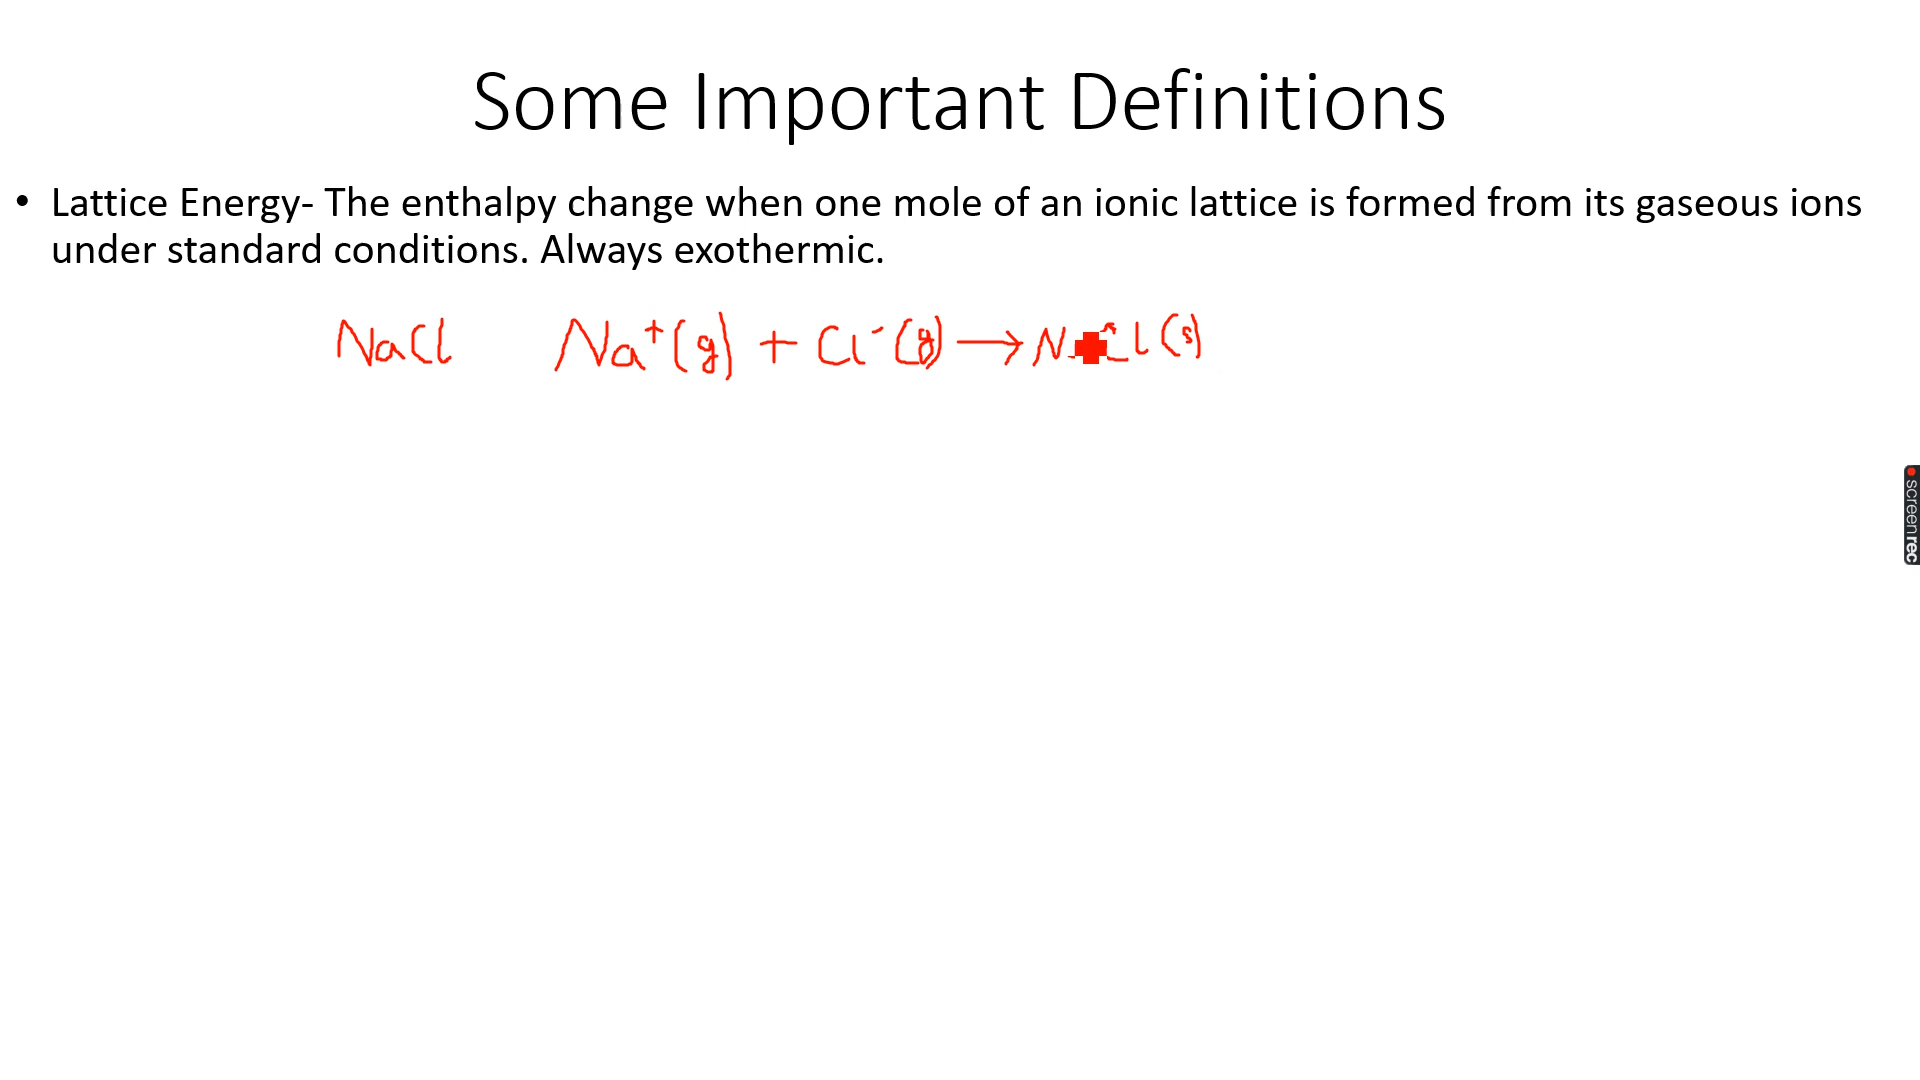 Some Important Definitions
• Lattice Energy- The enthalpy change when one mole of an ionic lattice is formed from its gaseous ions
under standard conditions. Always exothermic.
NaCl Na⁺(g) + Cl⁻(g) → NaCl(s)
screenrec